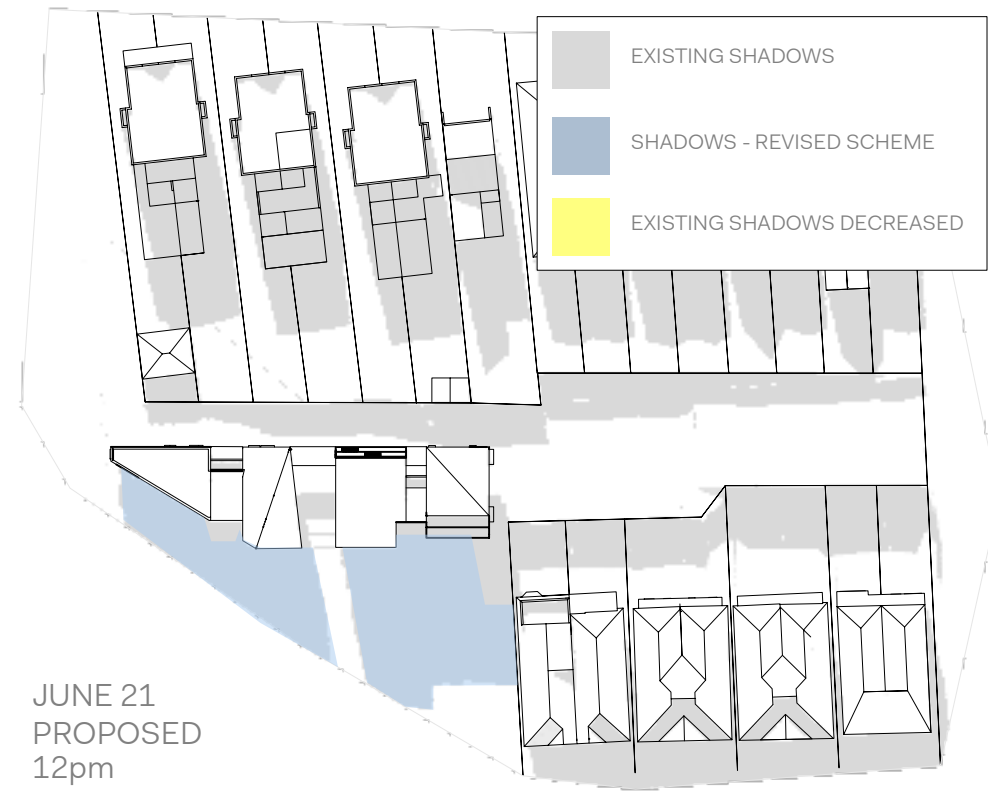 EXISTING SHADOWS
SHADOWS - REVISED SCHEME
EXISTING SHADOWS DECREASED
JUNE 21
PROPOSED
12pm